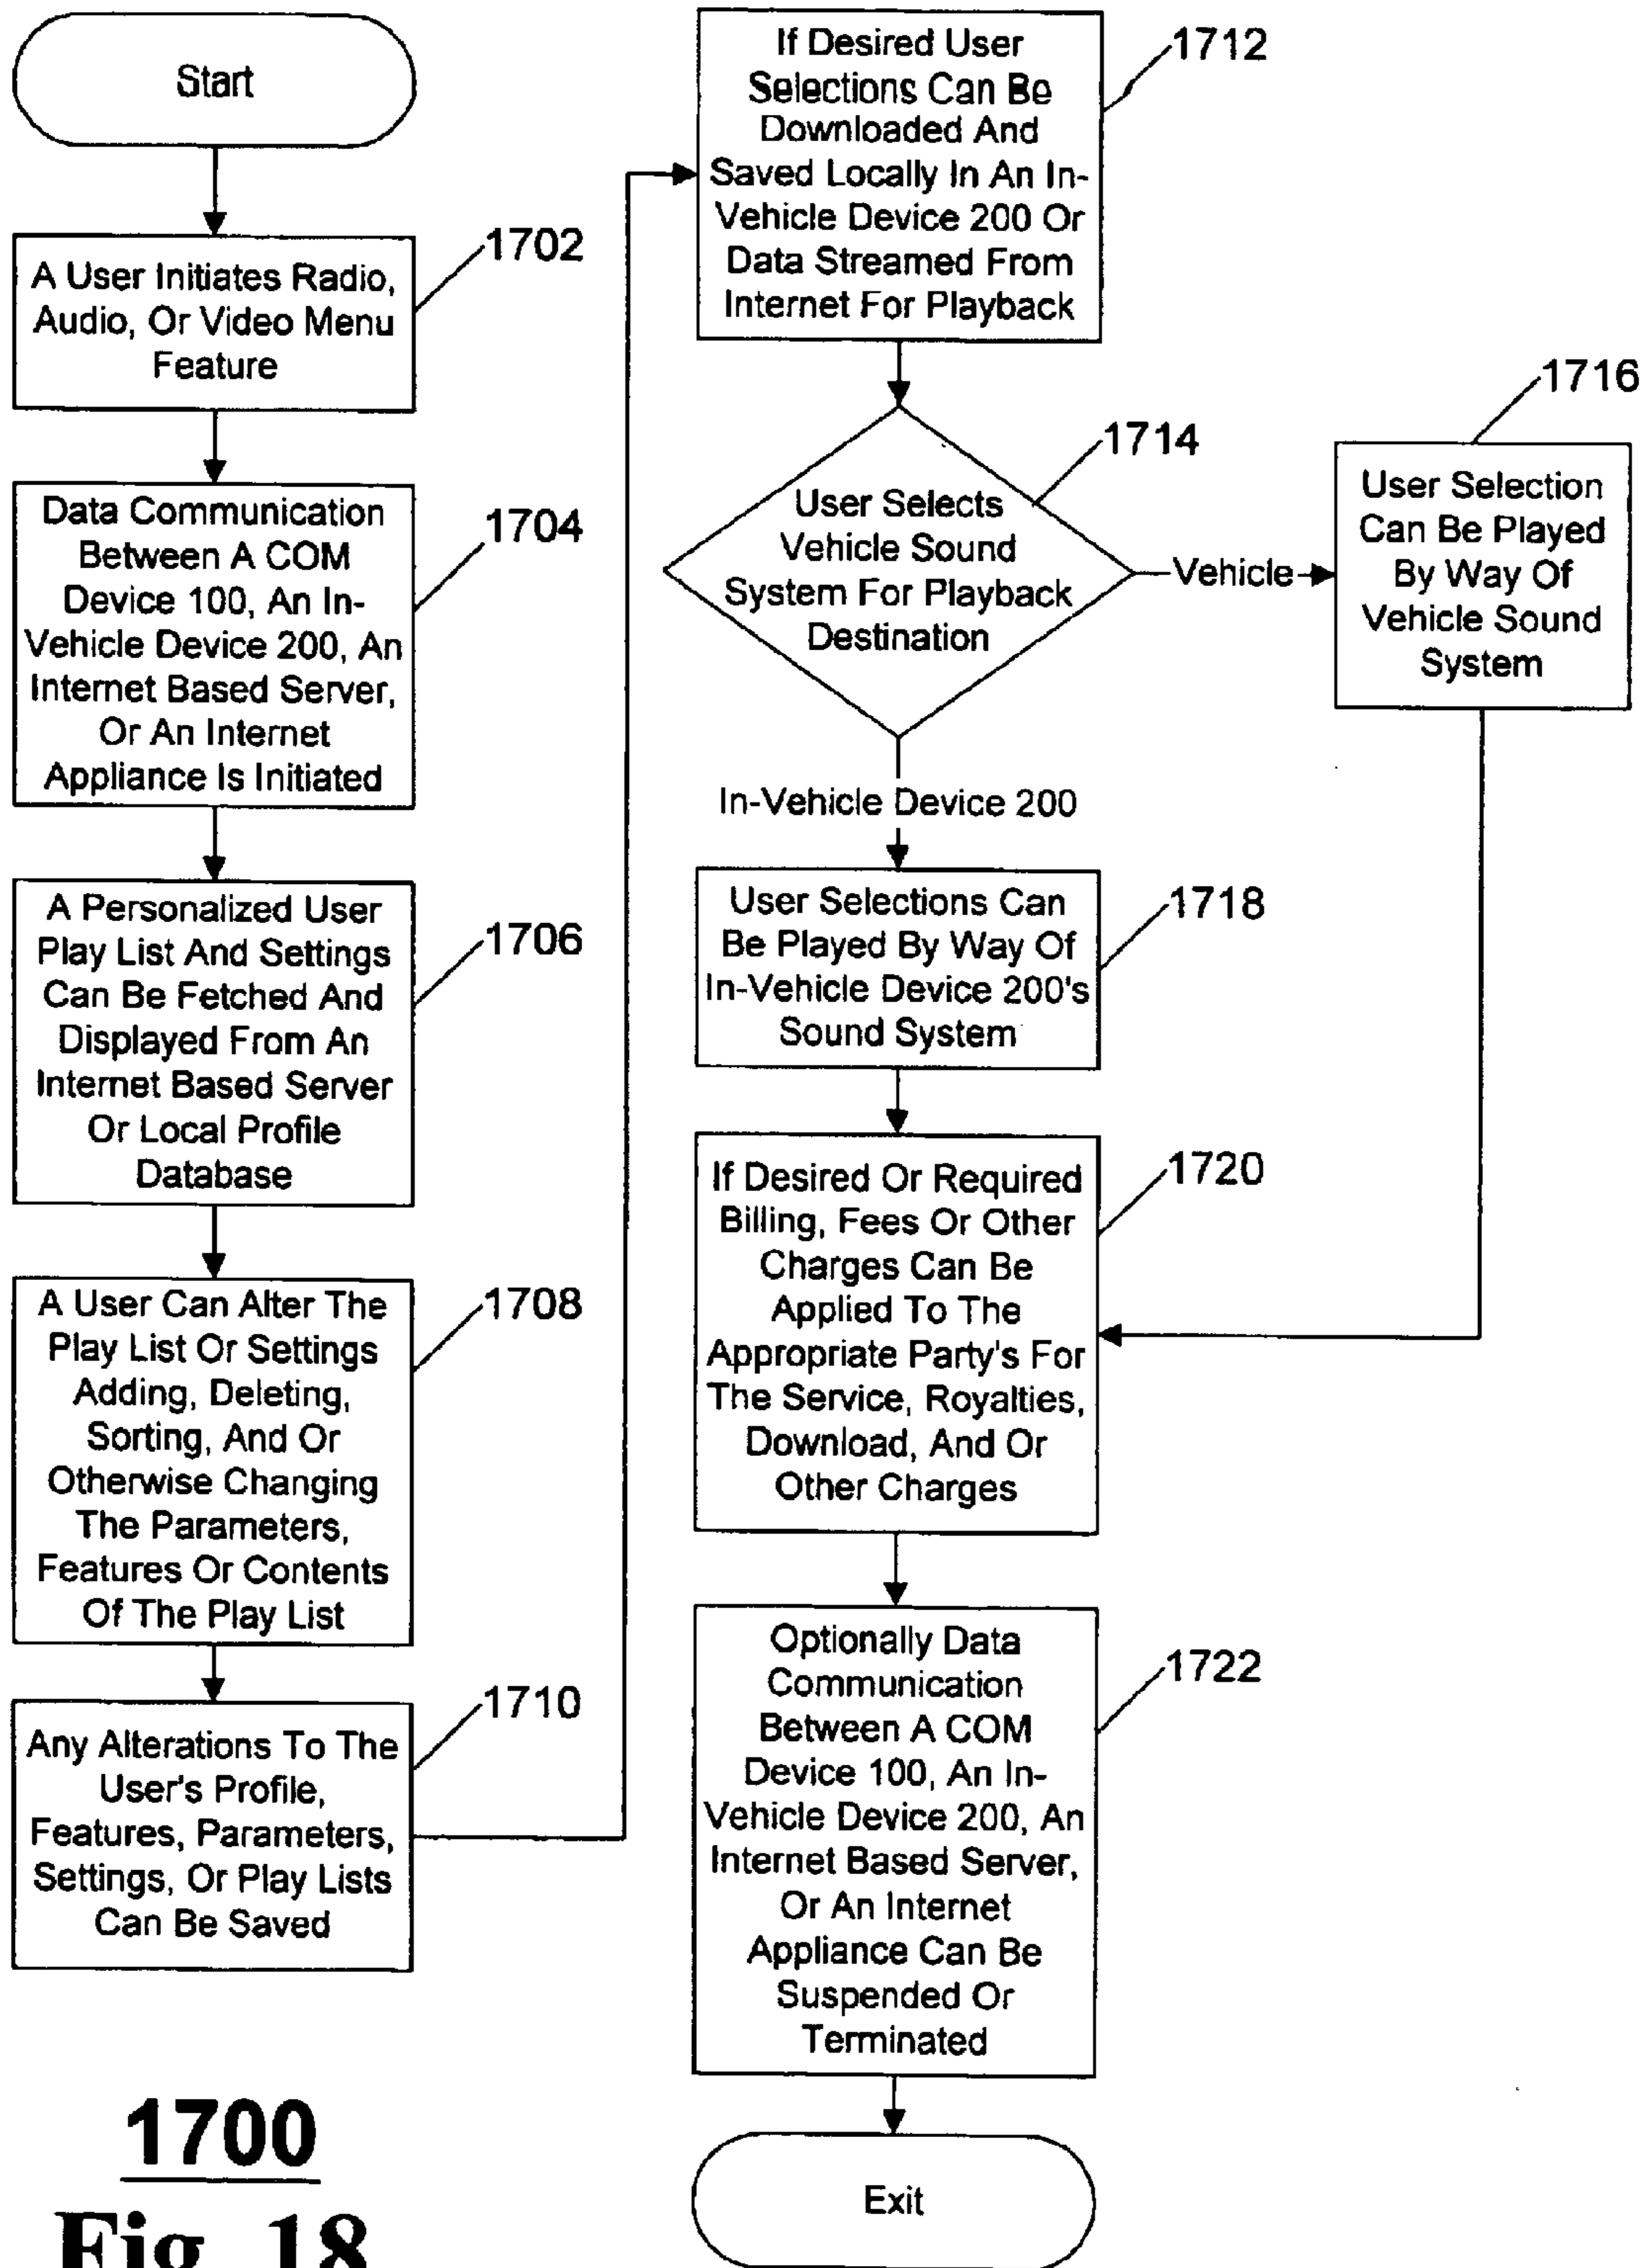 Start
A User Initiates Radio,
Audio, Or Video Menu
Feature
1702
Data Communication
Between A COM
Device 100, An In-
Vehicle Device 200, An
Internet Based Server,
Or An Internet
Appliance Is Initiated
1704
A Personalized User
Play List And Settings
Can Be Fetched And
Displayed From An
Internet Based Server
Or Local Profile
Database
1706
A User Can Alter The
Play List Or Settings
Adding, Deleting,
Sorting, And Or
Otherwise Changing
The Parameters,
Features Or Contents
Of The Play List
1708
Any Alterations To The
User's Profile,
Features, Parameters,
Settings, Or Play Lists
Can Be Saved
1710
If Desired User
Selections Can Be
Downloaded And
Saved Locally In An In-
Vehicle Device 200 Or
Data Streamed From
Internet For Playback
1712
User Selects
Vehicle Sound
System For Playback
Destination
1714
Vehicle
User Selection
Can Be Played
By Way Of
Vehicle Sound
System
1716
In-Vehicle Device 200
User Selections Can
Be Played By Way Of
In-Vehicle Device 200's
Sound System
1718
If Desired Or Required
Billing, Fees Or Other
Charges Can Be
Applied To The
Appropriate Party's For
The Service, Royalties,
Download, And Or
Other Charges
1720
Optionally Data
Communication
Between A COM
Device 100, An In-
Vehicle Device 200, An
Internet Based Server,
Or An Internet
Appliance Can Be
Suspended Or
Terminated
1722
Exit
1700
Fig. 18